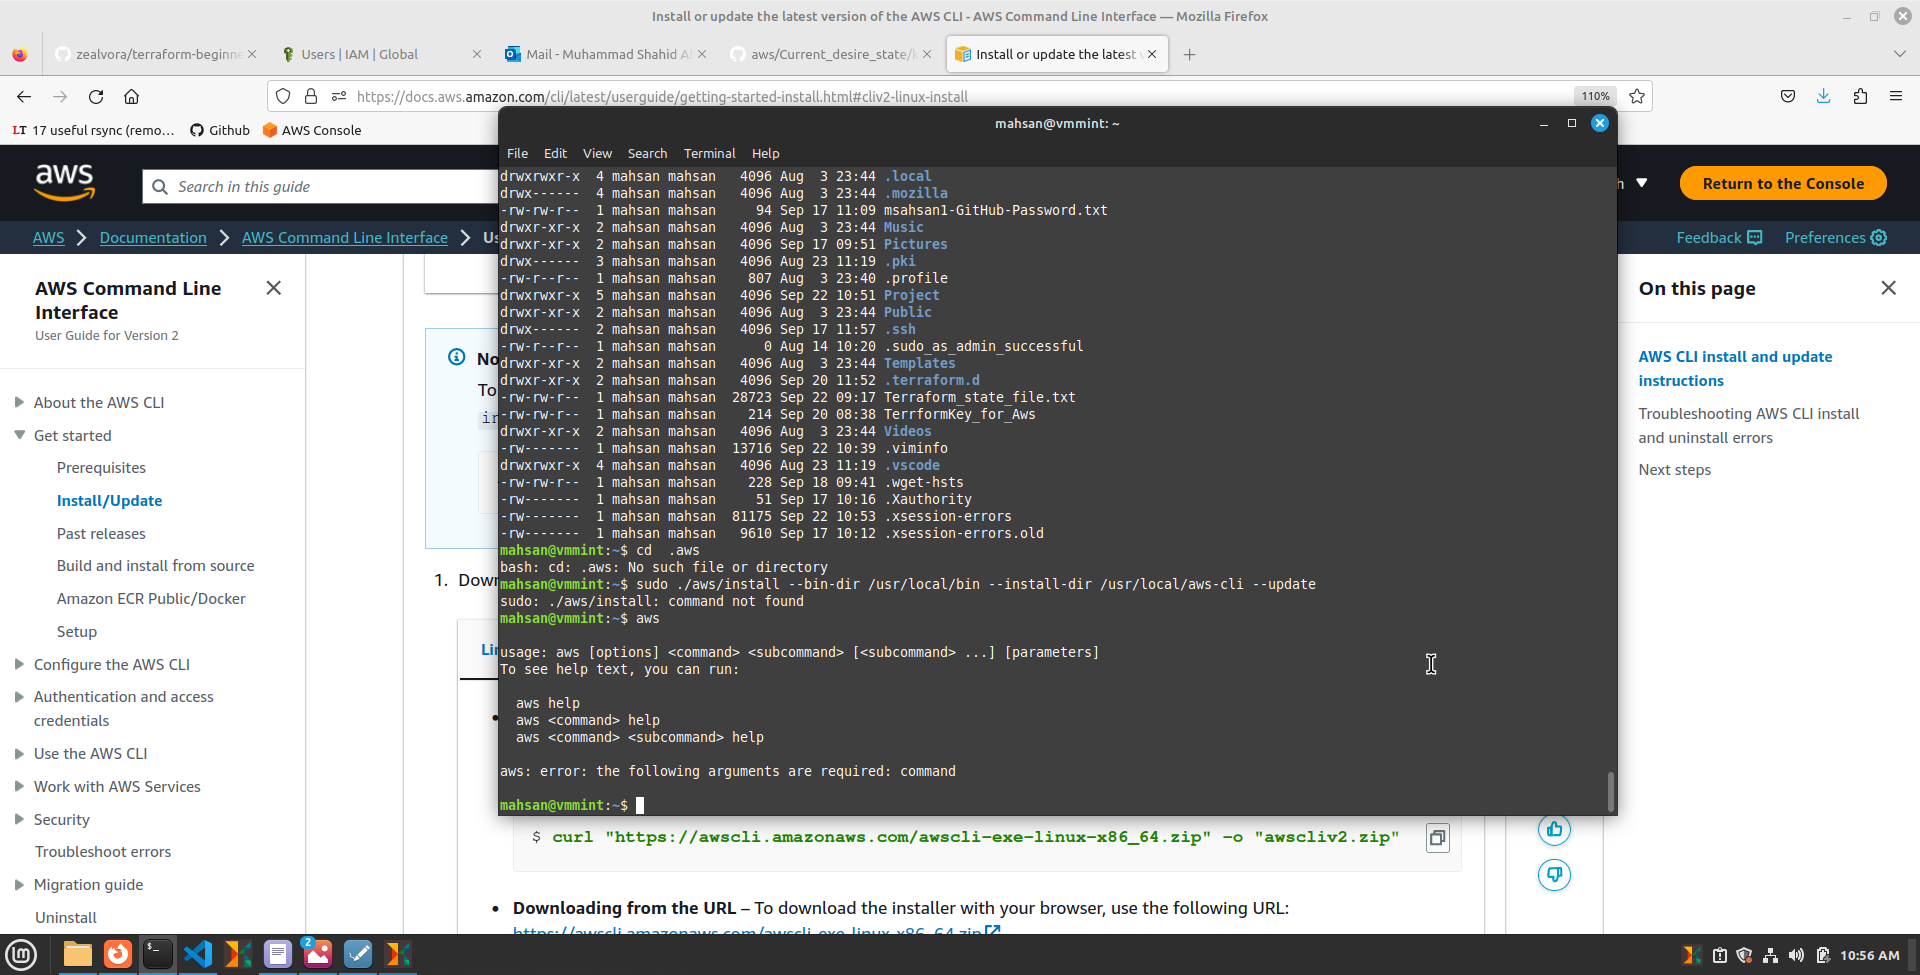 Install or update the latest version of the AWS CLI - AWS Command Line Interface — Mozilla Firefox
zealvora/terraform-beginne
Users | IAM | Global
Mail - Muhammad Shahid A
aws/Current_desire_state/
Install or update the latest
https://docs.aws.amazon.com/cli/latest/userguide/getting-started-install.html#cliv2-linux-install
110%
LT 17 useful rsync (remo…
Github
AWS Console
aws
Search in this guide
h
Return to the Console
AWS
Documentation
AWS Command Line Interface
Us
Feedback
Preferences
AWS Command Line
Interface
User Guide for Version 2
About the AWS CLI
Get started
Prerequisites
Install/Update
Past releases
Build and install from source
Amazon ECR Public/Docker
Setup
Configure the AWS CLI
Authentication and access
credentials
Use the AWS CLI
Work with AWS Services
Security
Troubleshoot errors
Migration guide
Uninstall
No
To
in
1. Down
Li
mahsan@vmmint: ~
File Edit View Search Terminal Help
drwxrwxr-x  4 mahsan mahsan   4096 Aug  3 23:44 .local
drwx------  4 mahsan mahsan   4096 Aug  3 23:44 .mozilla
-rw-rw-r--  1 mahsan mahsan     94 Sep 17 11:09 msahsan1-GitHub-Password.txt
drwxr-xr-x  2 mahsan mahsan   4096 Aug  3 23:44 Music
drwxr-xr-x  2 mahsan mahsan   4096 Sep 17 09:51 Pictures
drwx------  3 mahsan mahsan   4096 Aug 23 11:19 .pki
-rw-r--r--  1 mahsan mahsan    807 Aug  3 23:40 .profile
drwxrwxr-x  5 mahsan mahsan   4096 Sep 22 10:51 Project
drwxr-xr-x  2 mahsan mahsan   4096 Aug  3 23:44 Public
drwx------  2 mahsan mahsan   4096 Sep 17 11:57 .ssh
-rw-r--r--  1 mahsan mahsan      0 Aug 14 10:20 .sudo_as_admin_successful
drwxr-xr-x  2 mahsan mahsan   4096 Aug  3 23:44 Templates
drwxr-xr-x  2 mahsan mahsan   4096 Sep 20 11:52 .terraform.d
-rw-rw-r--  1 mahsan mahsan  28723 Sep 22 09:17 Terraform_state_file.txt
-rw-rw-r--  1 mahsan mahsan    214 Sep 20 08:38 TerrformKey_for_Aws
drwxr-xr-x  2 mahsan mahsan   4096 Aug  3 23:44 Videos
-rw-------  1 mahsan mahsan  13716 Sep 22 10:39 .viminfo
drwxrwxr-x  4 mahsan mahsan   4096 Aug 23 11:19 .vscode
-rw-rw-r--  1 mahsan mahsan    228 Sep 18 09:41 .wget-hsts
-rw-------  1 mahsan mahsan     51 Sep 17 10:16 .Xauthority
-rw-------  1 mahsan mahsan  81175 Sep 22 10:53 .xsession-errors
-rw-------  1 mahsan mahsan   9610 Sep 17 10:12 .xsession-errors.old
mahsan@vmmint:~$ cd  .aws
bash: cd: .aws: No such file or directory
mahsan@vmmint:~$ sudo ./aws/install --bin-dir /usr/local/bin --install-dir /usr/local/aws-cli --update
sudo: ./aws/install: command not found
mahsan@vmmint:~$ aws
usage: aws [options] <command> <subcommand> [<subcommand> ...] [parameters]
To see help text, you can run:
aws help
aws <command> help
aws <command> <subcommand> help
aws: error: the following arguments are required: command
mahsan@vmmint:~$
$ curl "https://awscli.amazonaws.com/awscli-exe-linux-x86_64.zip" -o "awscliv2.zip"
• Downloading from the URL – To download the installer with your browser, use the following URL:
https://awscli.amazonaws.com/awscli-exe-linux-x86_64.zip
On this page
AWS CLI install and update
instructions
Troubleshooting AWS CLI install
and uninstall errors
Next steps
2
10:56 AM